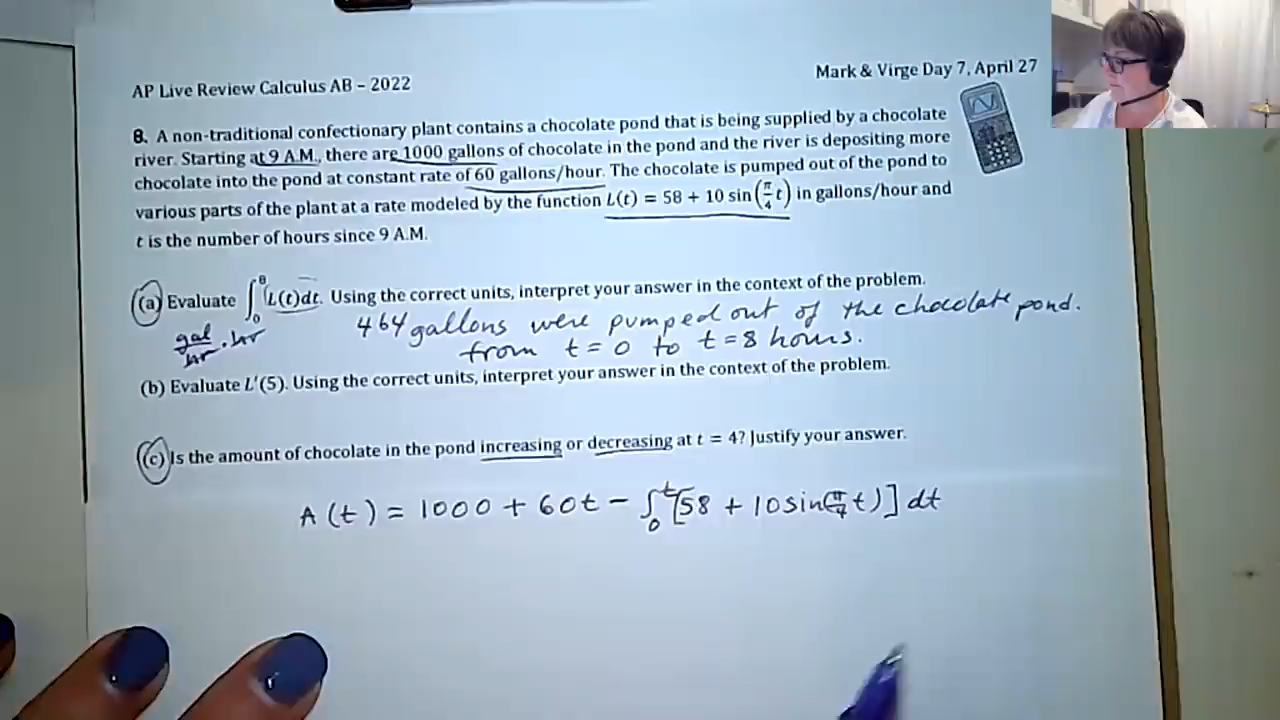 AP Live Review Calculus AB – 2022
Mark & Virge Day 7, April 27
8. A non-traditional confectionary plant contains a chocolate pond that is being supplied by a chocolate
river. Starting at 9 A.M., there are 1000 gallons of chocolate in the pond and the river is depositing more
chocolate into the pond at constant rate of 60 gallons/hour. The chocolate is pumped out of the pond to
various parts of the plant at a rate modeled by the function L(t) = 58 + 10 sin(π/4 t) in gallons/hour and
t is the number of hours since 9 A.M.
(a) Evaluate ∫₀⁸ L(t)dt. Using the correct units, interpret your answer in the context of the problem.
gal/hr · hr
464 gallons were pumped out of the chocolate pond.
from t = 0 to t = 8 hours.
(b) Evaluate L'(5). Using the correct units, interpret your answer in the context of the problem.
(c) Is the amount of chocolate in the pond increasing or decreasing at t = 4? Justify your answer.
A(t) = 1000 + 60t − ∫₀ᵗ [58 + 10sin(π/4 t)] dt